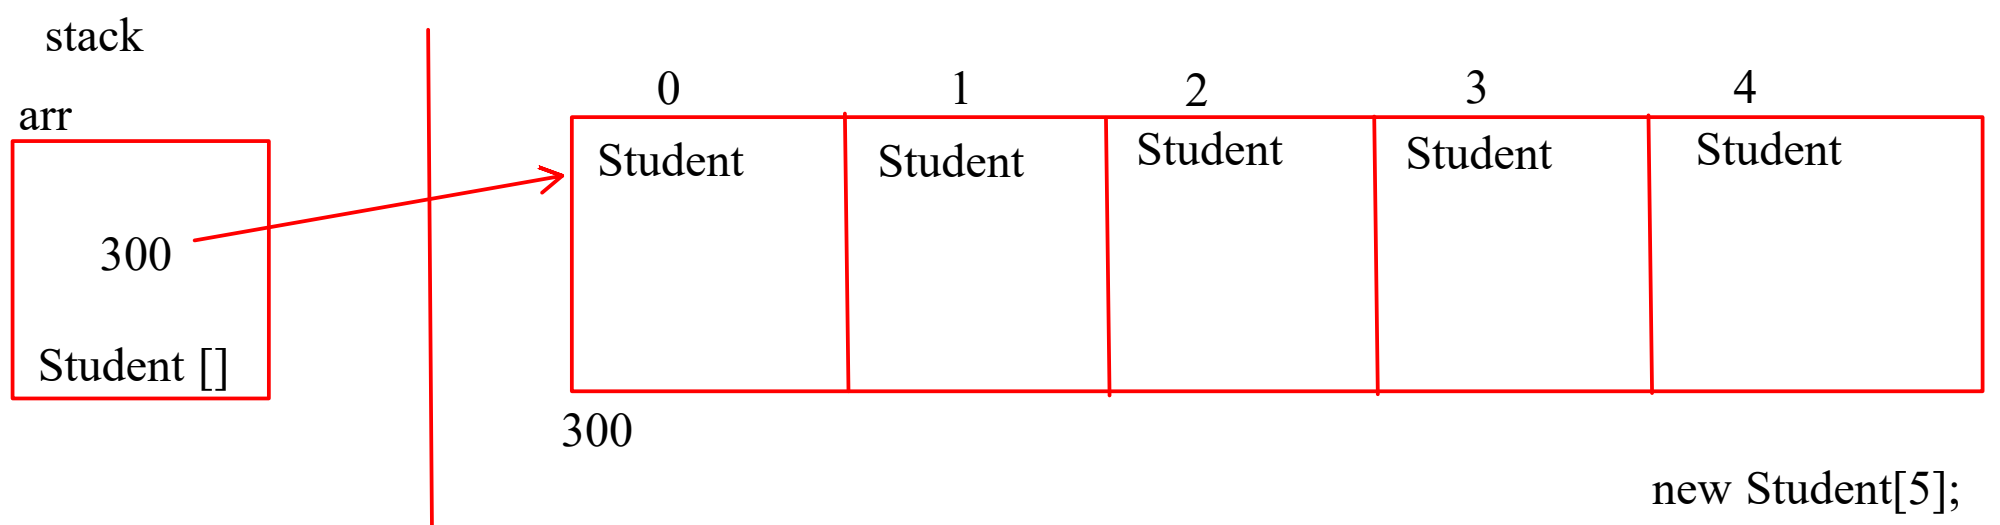 stack
arr
300
Student []
0 1 2 3 4
Student Student Student Student Student
300
new Student[5];